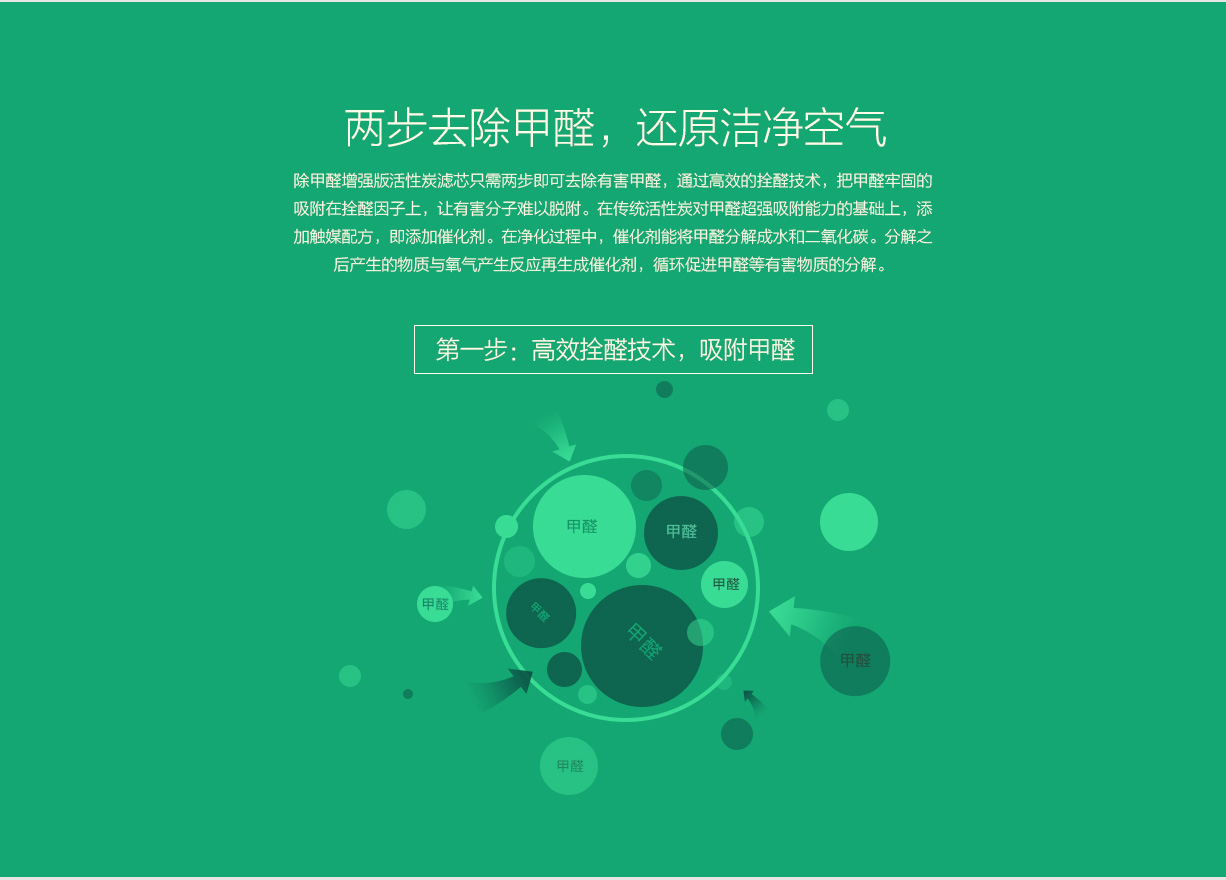 两步去除甲醛，还原洁净空气
除甲醛增强版活性炭滤芯只需两步即可去除有害甲醛，通过高效的拴醛技术，把甲醛牢固的
吸附在拴醛因子上，让有害分子难以脱附。在传统活性炭对甲醛超强吸附能力的基础上，添
加触媒配方，即添加催化剂。在净化过程中，催化剂能将甲醛分解成水和二氧化碳。分解之
后产生的物质与氧气产生反应再生成催化剂，循环促进甲醛等有害物质的分解。
第一步：高效拴醛技术，吸附甲醛
甲醛
甲醛
甲醛
甲醛
甲醛
甲醛
甲醛
甲醛